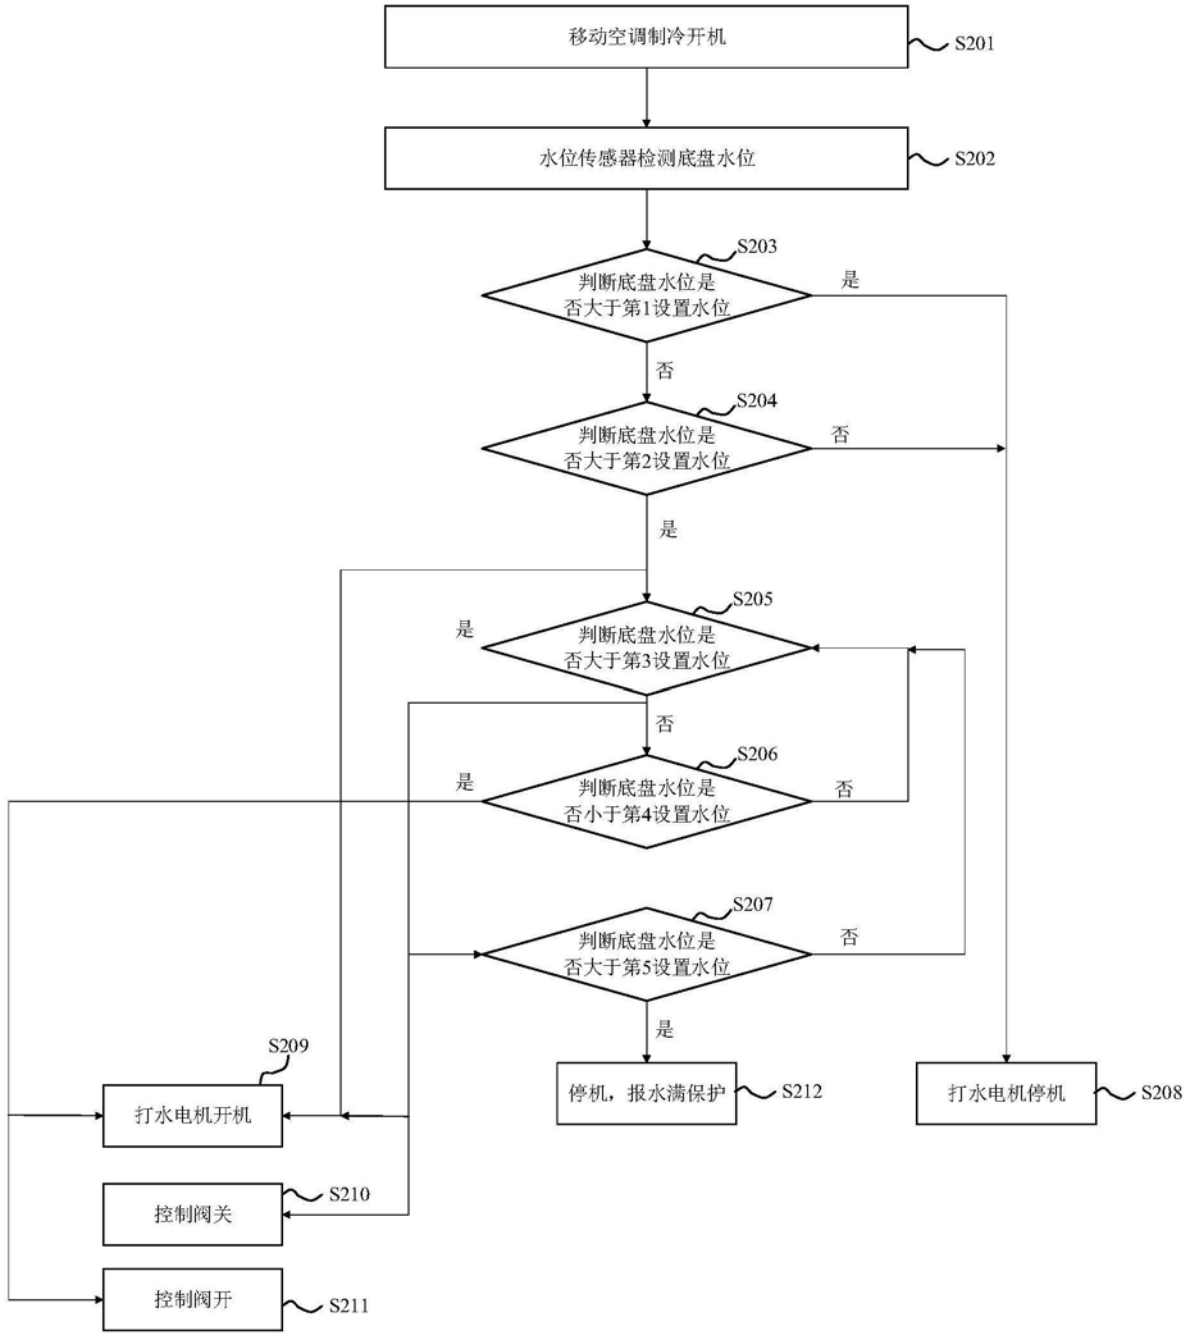 移动空调制冷开机
S201
水位传感器检测底盘水位
S202
S203
判断底盘水位是
否大于第1设置水位
是
否
S204
判断底盘水位是
否大于第2设置水位
否
是
S205
是
判断底盘水位是
否大于第3设置水位
否
S206
是
判断底盘水位是
否小于第4设置水位
否
S207
判断底盘水位是
否大于第5设置水位
否
是
S209
打水电机开机
停机，报水满保护
S212
打水电机停机
S208
控制阀关
S210
控制阀开
S211